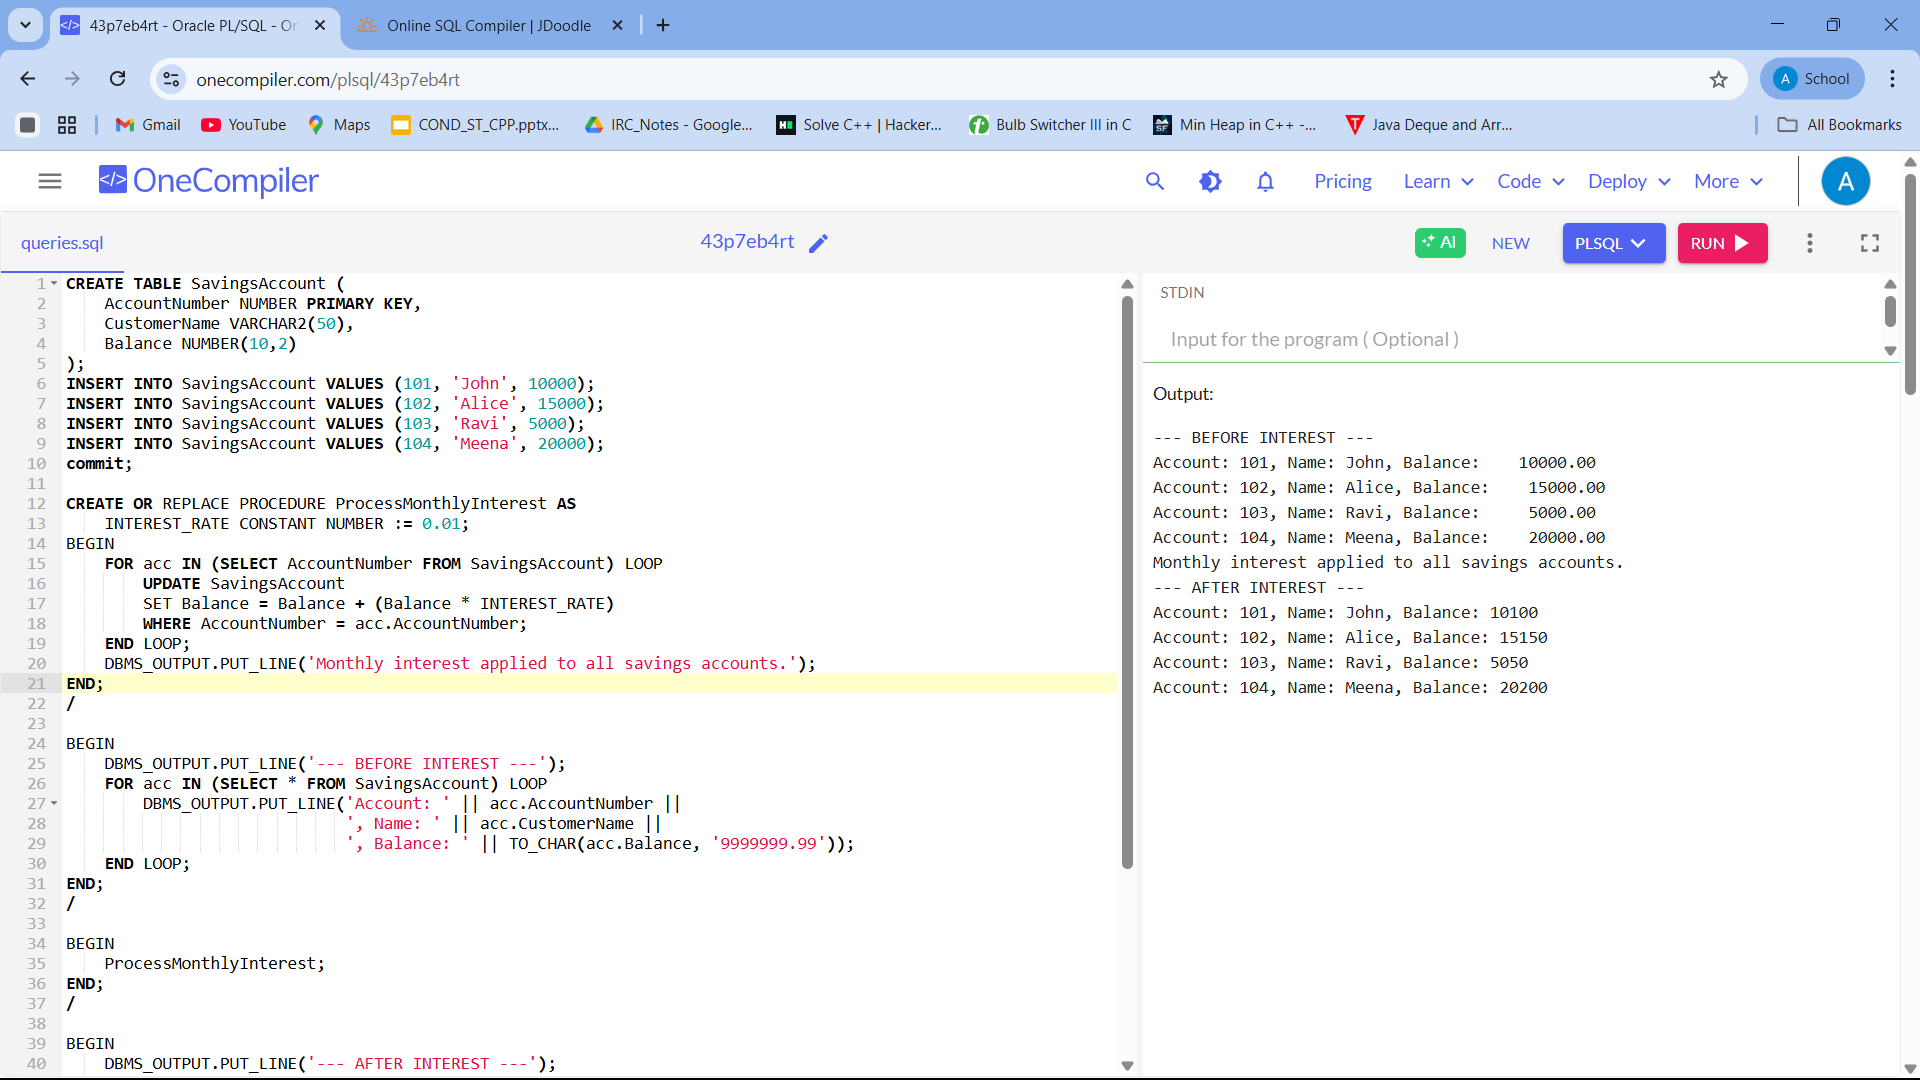 43p7eb4rt - Oracle PL/SQL - On
Online SQL Compiler | JDoodle
onecompiler.com/plsql/43p7eb4rt
A School
Gmail
YouTube
Maps
COND_ST_CPP.pptx...
IRC_Notes - Google...
Solve C++ | Hacker...
Bulb Switcher III in C
Min Heap in C++ -...
Java Deque and Arr...
All Bookmarks
OneCompiler
Pricing
Learn
Code
Deploy
More
A
queries.sql
43p7eb4rt
AI
NEW
PLSQL
RUN
1 CREATE TABLE SavingsAccount (
2     AccountNumber NUMBER PRIMARY KEY,
3     CustomerName VARCHAR2(50),
4     Balance NUMBER(10,2)
5 );
6 INSERT INTO SavingsAccount VALUES (101, 'John', 10000);
7 INSERT INTO SavingsAccount VALUES (102, 'Alice', 15000);
8 INSERT INTO SavingsAccount VALUES (103, 'Ravi', 5000);
9 INSERT INTO SavingsAccount VALUES (104, 'Meena', 20000);
10 commit;
11
12 CREATE OR REPLACE PROCEDURE ProcessMonthlyInterest AS
13     INTEREST_RATE CONSTANT NUMBER := 0.01;
14 BEGIN
15     FOR acc IN (SELECT AccountNumber FROM SavingsAccount) LOOP
16         UPDATE SavingsAccount
17         SET Balance = Balance + (Balance * INTEREST_RATE)
18         WHERE AccountNumber = acc.AccountNumber;
19     END LOOP;
20     DBMS_OUTPUT.PUT_LINE('Monthly interest applied to all savings accounts.');
21 END;
22 /
23
24 BEGIN
25     DBMS_OUTPUT.PUT_LINE('--- BEFORE INTEREST ---');
26     FOR acc IN (SELECT * FROM SavingsAccount) LOOP
27         DBMS_OUTPUT.PUT_LINE('Account: ' || acc.AccountNumber ||
28                              ', Name: ' || acc.CustomerName ||
29                              ', Balance: ' || TO_CHAR(acc.Balance, '9999999.99'));
30     END LOOP;
31 END;
32 /
33
34 BEGIN
35     ProcessMonthlyInterest;
36 END;
37 /
38
39 BEGIN
40     DBMS_OUTPUT.PUT_LINE('--- AFTER INTEREST ---');
STDIN
Input for the program ( Optional )
Output:
--- BEFORE INTEREST ---
Account: 101, Name: John, Balance:    10000.00
Account: 102, Name: Alice, Balance:    15000.00
Account: 103, Name: Ravi, Balance:     5000.00
Account: 104, Name: Meena, Balance:    20000.00
Monthly interest applied to all savings accounts.
--- AFTER INTEREST ---
Account: 101, Name: John, Balance: 10100
Account: 102, Name: Alice, Balance: 15150
Account: 103, Name: Ravi, Balance: 5050
Account: 104, Name: Meena, Balance: 20200